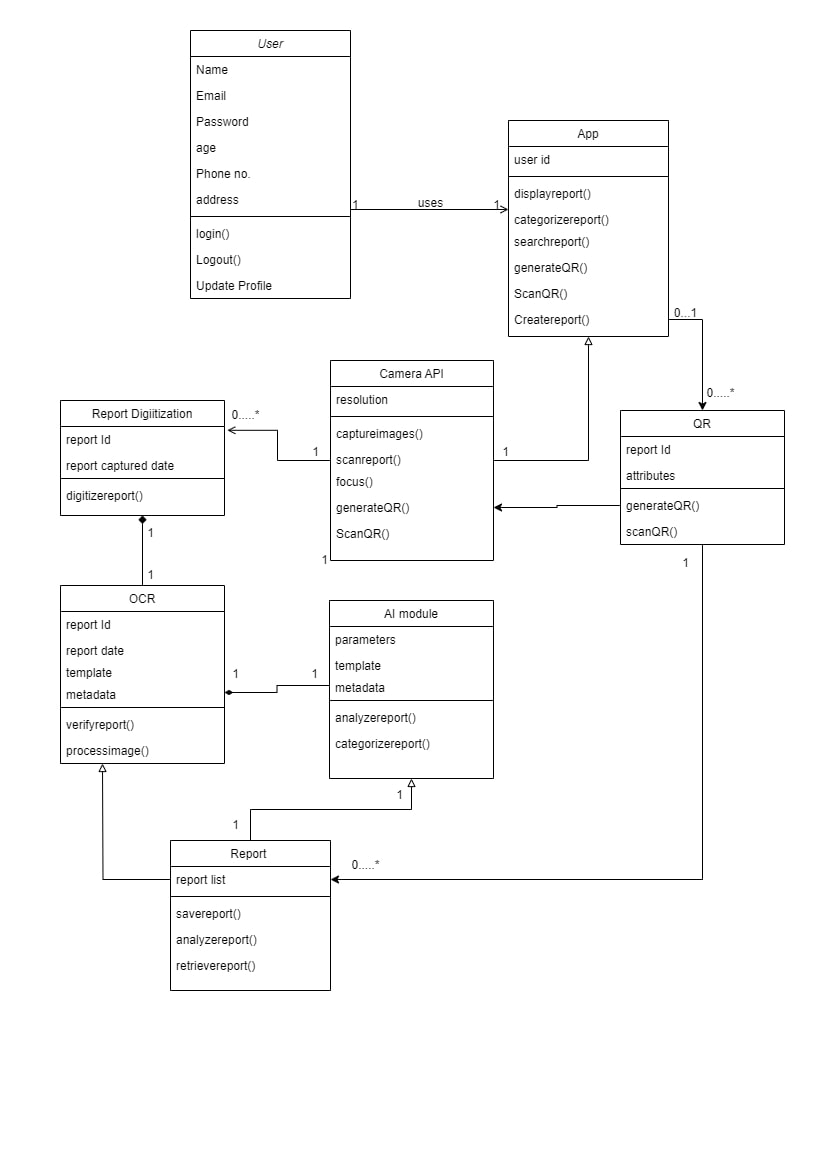 User
Name
Email
Password
age
Phone no.
address
login()
Logout()
Update Profile
1
uses
1
App
user id
displayreport()
categorizereport()
searchreport()
generateQR()
ScanQR()
Createreport()
0...1
0.....*
Camera API
resolution
captureimages()
scanreport()
focus()
generateQR()
ScanQR()
1
1
1
Report Digiitization
report Id
report captured date
digitizereport()
0.....*
1
1
QR
report Id
attributes
generateQR()
scanQR()
1
OCR
report Id
report date
template
metadata
verifyreport()
processimage()
1
1
AI module
parameters
template
metadata
analyzereport()
categorizereport()
1
1
Report
report list
savereport()
analyzereport()
retrievereport()
0.....*